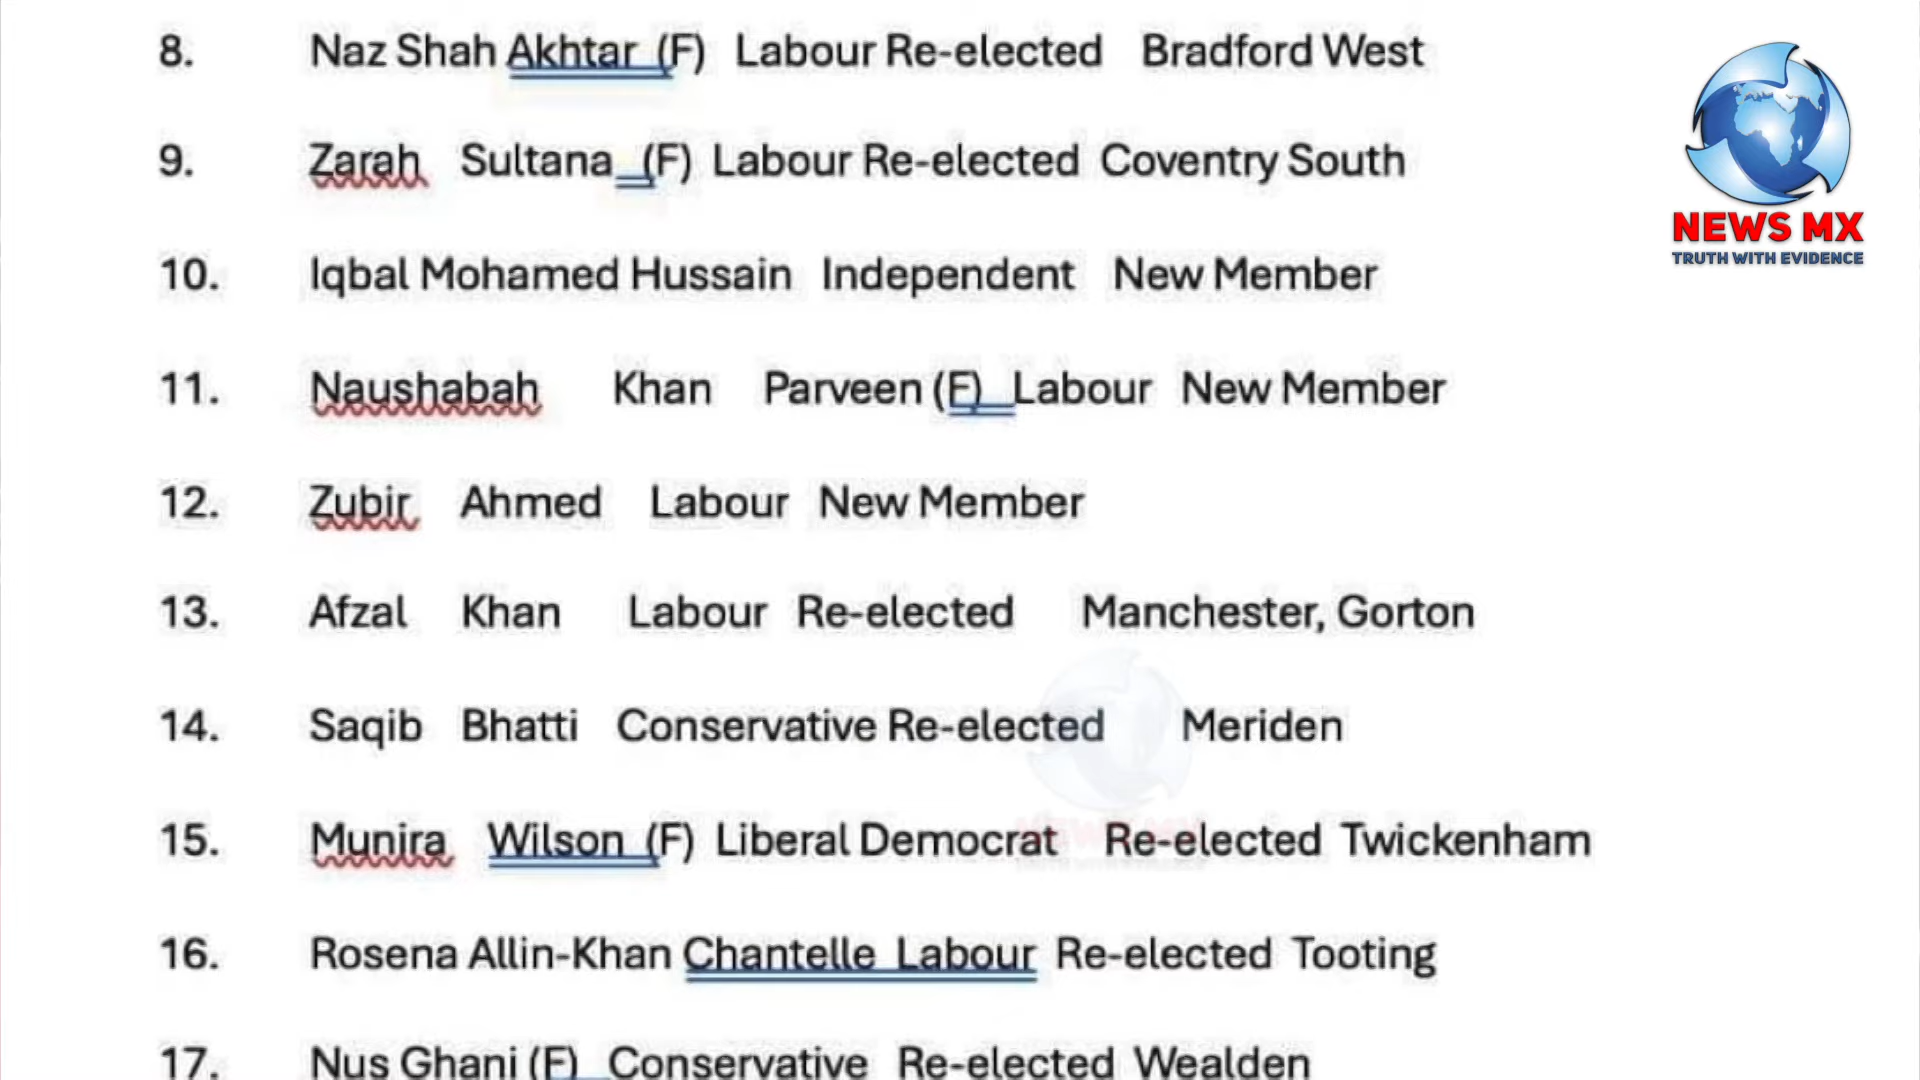 8. Naz Shah Akhtar (F) Labour Re-elected Bradford West
9. Zarah Sultana (F) Labour Re-elected Coventry South
10. Iqbal Mohamed Hussain Independent New Member
11. Naushabah Khan Parveen (F) Labour New Member
12. Zubir Ahmed Labour New Member
13. Afzal Khan Labour Re-elected Manchester, Gorton
14. Saqib Bhatti Conservative Re-elected Meriden
15. Munira Wilson (F) Liberal Democrat Re-elected Twickenham
16. Rosena Allin-Khan Chantelle Labour Re-elected Tooting
17. Nus Ghani (F) Conservative Re-elected Wealden
NEWS MX
TRUTH WITH EVIDENCE
NEWS MX